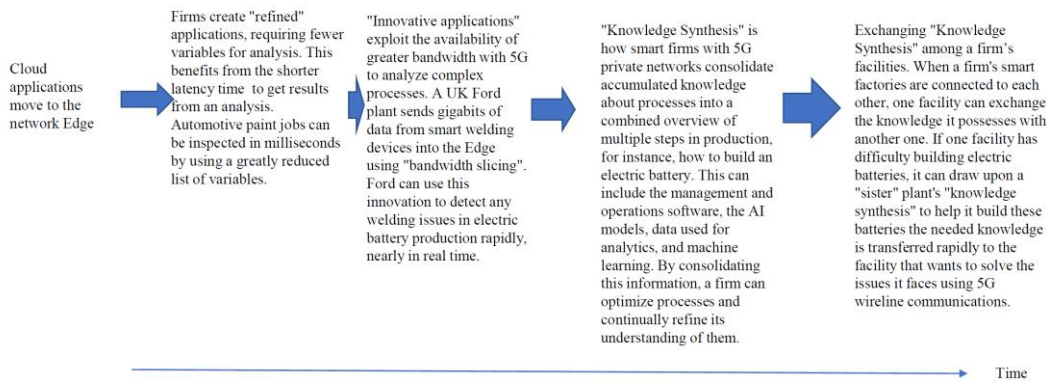 Cloud
applications
move to the
network Edge
Firms create "refined"
applications, requiring fewer
variables for analysis. This
benefits from the shorter
latency time to get results
from an analysis.
Automotive paint jobs can
be inspected in milliseconds
by using a greatly reduced
list of variables.
"Innovative applications"
exploit the availability of
greater bandwidth with 5G
to analyze complex
processes. A UK Ford
plant sends gigabits of
data from smart welding
devices into the Edge
using "bandwidth slicing".
Ford can use this
innovation to detect any
welding issues in electric
battery production rapidly,
nearly in real time.
"Knowledge Synthesis" is
how smart firms with 5G
private networks consolidate
accumulated knowledge
about processes into a
combined overview of
multiple steps in production,
for instance, how to build an
electric battery. This can
include the management and
operations software, the AI
models, data used for
analytics, and machine
learning. By consolidating
this information, a firm can
optimize processes and
continually refine its
understanding of them.
Exchanging "Knowledge
Synthesis" among a firm's
facilities. When a firm's smart
factories are connected to each
other, one facility can exchange
the knowledge it possesses with
another one. If one facility has
difficulty building electric
batteries, it can draw upon a
"sister" plant's "knowledge
synthesis" to help it build these
batteries the needed knowledge
is transferred rapidly to the
facility that wants to solve the
issues it faces using 5G
wireline communications.
Time